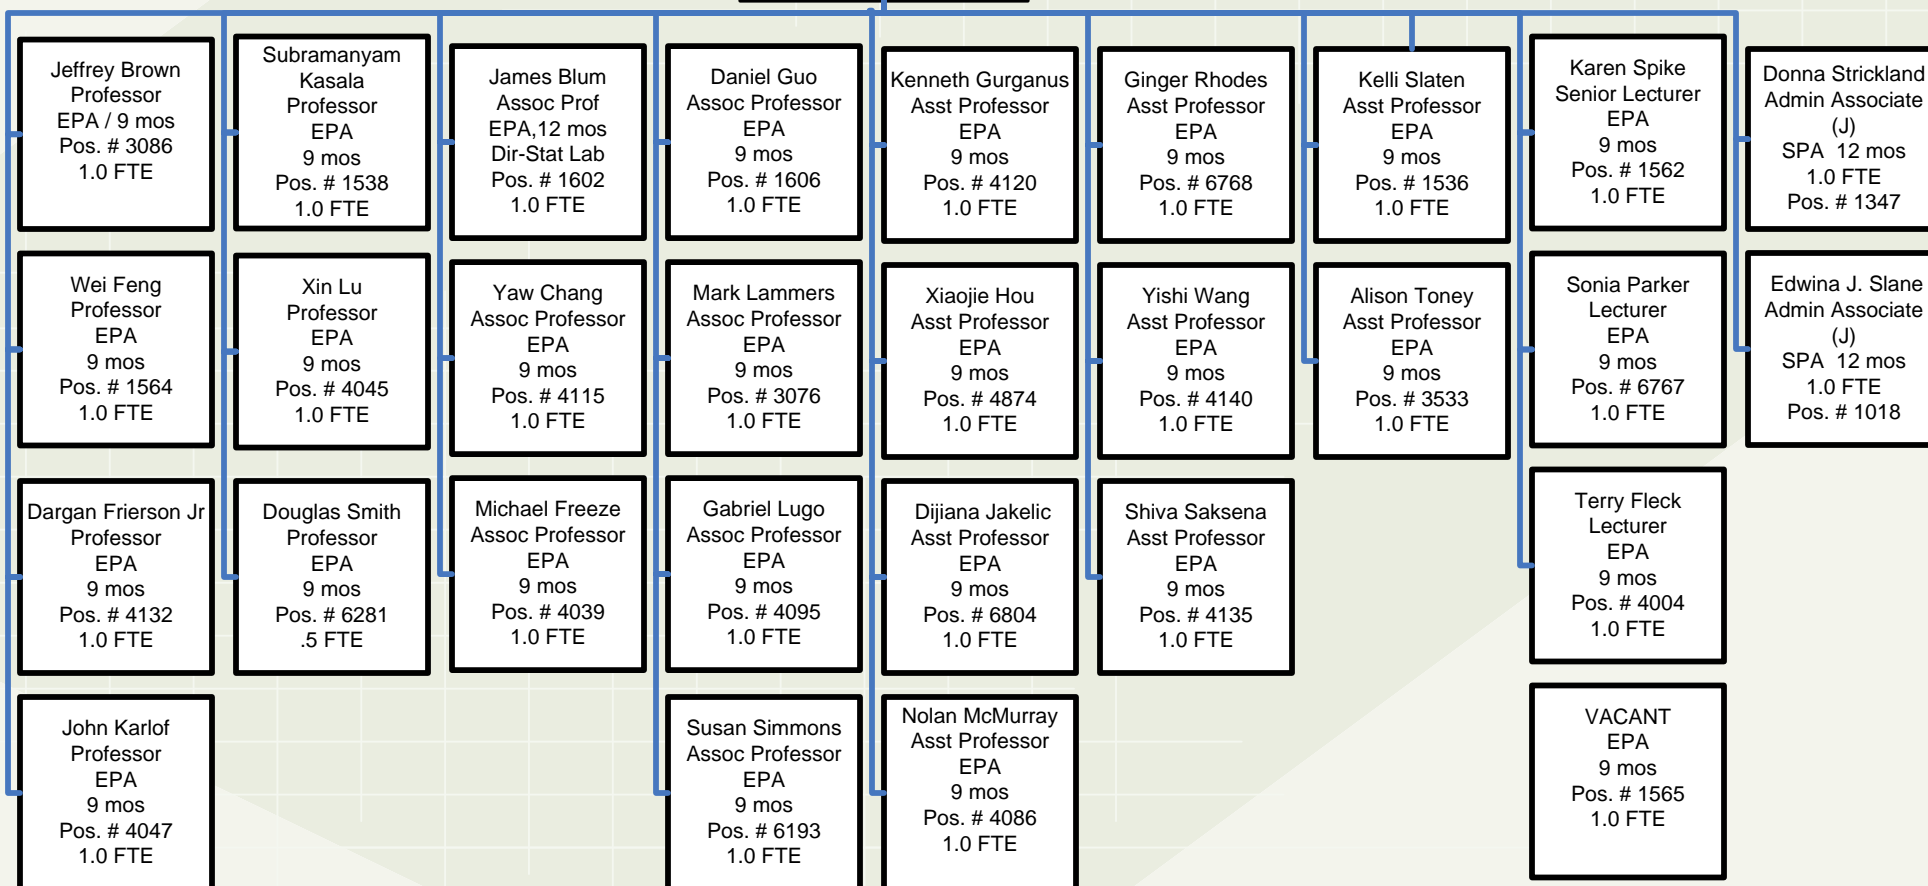 Jeffrey Brown
Professor
EPA / 9 mos
Pos. # 3086
1.0 FTE
Subramanyam
Kasala
Professor
EPA
9 mos
Pos. # 1538
1.0 FTE
James Blum
Assoc Prof
EPA,12 mos
Dir-Stat Lab
Pos. # 1602
1.0 FTE
Daniel Guo
Assoc Professor
EPA
9 mos
Pos. # 1606
1.0 FTE
Kenneth Gurganus
Asst Professor
EPA
9 mos
Pos. # 4120
1.0 FTE
Ginger Rhodes
Asst Professor
EPA
9 mos
Pos. # 6768
1.0 FTE
Kelli Slaten
Asst Professor
EPA
9 mos
Pos. # 1536
1.0 FTE
Karen Spike
Senior Lecturer
EPA
9 mos
Pos. # 1562
1.0 FTE
Donna Strickland
Admin Associate
(J)
SPA 12 mos
1.0 FTE
Pos. # 1347
Wei Feng
Professor
EPA
9 mos
Pos. # 1564
1.0 FTE
Xin Lu
Professor
EPA
9 mos
Pos. # 4045
1.0 FTE
Yaw Chang
Assoc Professor
EPA
9 mos
Pos. # 4115
1.0 FTE
Mark Lammers
Assoc Professor
EPA
9 mos
Pos. # 3076
1.0 FTE
Xiaojie Hou
Asst Professor
EPA
9 mos
Pos. # 4874
1.0 FTE
Yishi Wang
Asst Professor
EPA
9 mos
Pos. # 4140
1.0 FTE
Alison Toney
Asst Professor
EPA
9 mos
Pos. # 3533
1.0 FTE
Sonia Parker
Lecturer
EPA
9 mos
Pos. # 6767
1.0 FTE
Edwina J. Slane
Admin Associate
(J)
SPA 12 mos
1.0 FTE
Pos. # 1018
Dargan Frierson Jr
Professor
EPA
9 mos
Pos. # 4132
1.0 FTE
Douglas Smith
Professor
EPA
9 mos
Pos. # 6281
.5 FTE
Michael Freeze
Assoc Professor
EPA
9 mos
Pos. # 4039
1.0 FTE
Gabriel Lugo
Assoc Professor
EPA
9 mos
Pos. # 4095
1.0 FTE
Dijiana Jakelic
Asst Professor
EPA
9 mos
Pos. # 6804
1.0 FTE
Shiva Saksena
Asst Professor
EPA
9 mos
Pos. # 4135
1.0 FTE
Terry Fleck
Lecturer
EPA
9 mos
Pos. # 4004
1.0 FTE
John Karlof
Professor
EPA
9 mos
Pos. # 4047
1.0 FTE
Susan Simmons
Assoc Professor
EPA
9 mos
Pos. # 6193
1.0 FTE
Nolan McMurray
Asst Professor
EPA
9 mos
Pos. # 4086
1.0 FTE
VACANT
EPA
9 mos
Pos. # 1565
1.0 FTE